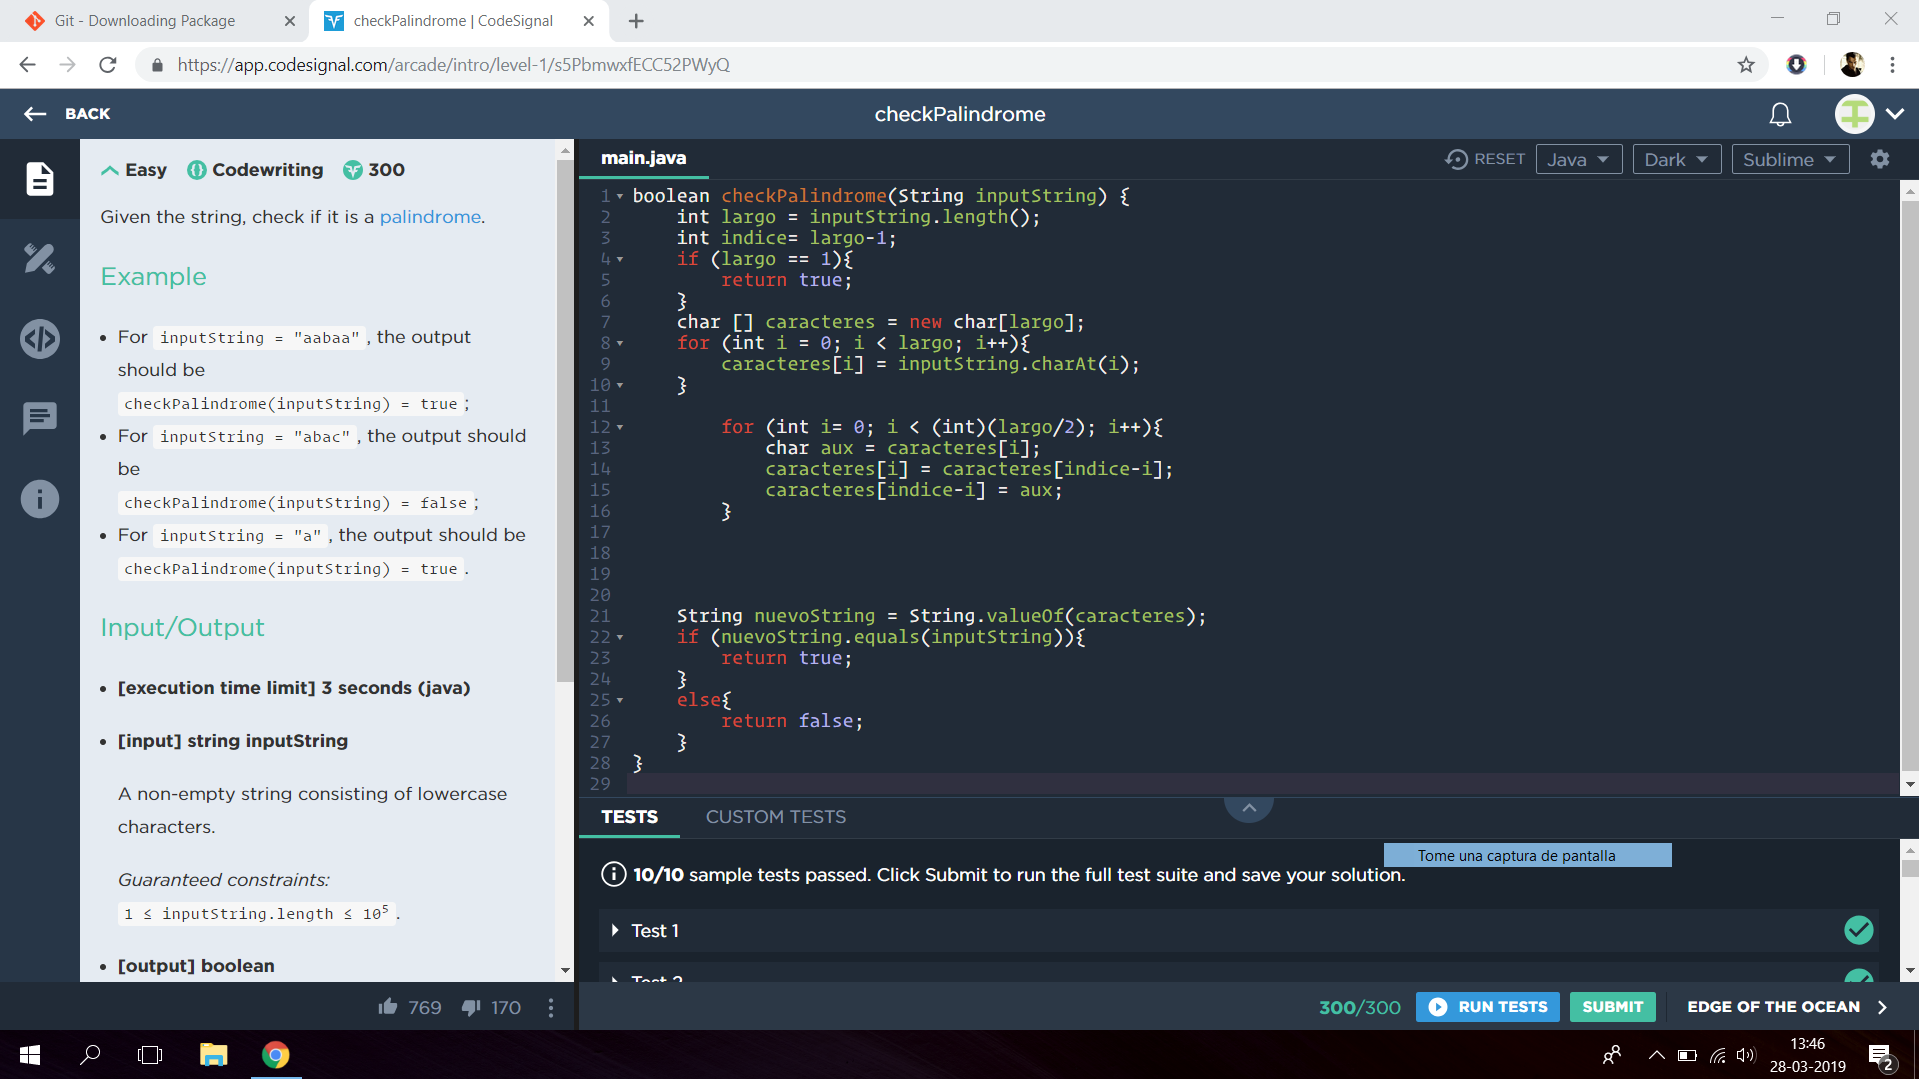 Git - Downloading Package
checkPalindrome | CodeSignal
https://app.codesignal.com/arcade/intro/level-1/s5PbmwxfECC52PWyQ
BACK
checkPalindrome
Easy Codewriting 300
Given the string, check if it is a palindrome.
Example
For inputString = "aabaa", the output
should be
checkPalindrome(inputString) = true;
For inputString = "abac", the output should
be
checkPalindrome(inputString) = false;
For inputString = "a", the output should be
checkPalindrome(inputString) = true.
Input/Output
[execution time limit] 3 seconds (java)
[input] string inputString
A non-empty string consisting of lowercase
characters.
Guaranteed constraints:
1 ≤ inputString.length ≤ 10⁵.
[output] boolean
769 170
main.java
RESET Java Dark Sublime
1 boolean checkPalindrome(String inputString) {
2     int largo = inputString.length();
3     int indice= largo-1;
4     if (largo == 1){
5         return true;
6     }
7     char [] caracteres = new char[largo];
8     for (int i = 0; i < largo; i++){
9         caracteres[i] = inputString.charAt(i);
10     }
11
12         for (int i= 0; i < (int)(largo/2); i++){
13             char aux = caracteres[i];
14             caracteres[i] = caracteres[indice-i];
15             caracteres[indice-i] = aux;
16         }
17
18
19
20
21     String nuevoString = String.valueOf(caracteres);
22     if (nuevoString.equals(inputString)){
23         return true;
24     }
25     else{
26         return false;
27     }
28 }
29
TESTS CUSTOM TESTS
Tome una captura de pantalla
10/10 sample tests passed. Click Submit to run the full test suite and save your solution.
Test 1
Test 2
300/300 RUN TESTS SUBMIT EDGE OF THE OCEAN
13:46
28-03-2019
2